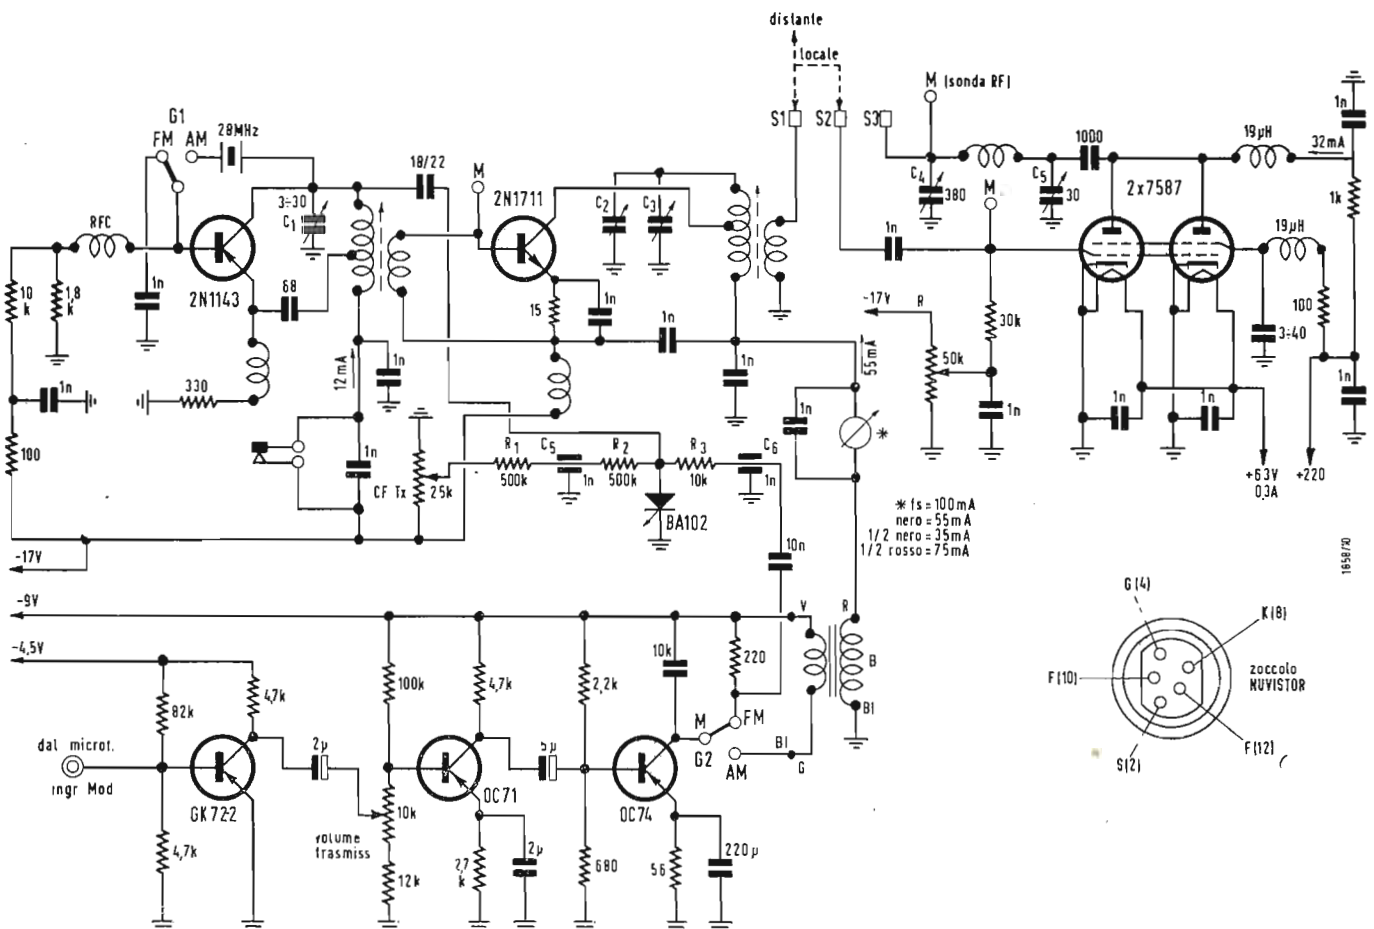 distante
locale
S1
S2
S3
M (sonda RF)
G1
FM
AM
28MHz
18/22
M
2N1711
C2
C3
C4
380
M
C5
30
1000
2x7587
19µH
32mA
1n
1k
19µH
RFC
3÷30
C1
2N1143
68
10
k
1,8
k
1n
15
1n
1n
1n
1n
12mA
1n
330
1n
100
-17V
R
50k
30k
1n
55mA
1n
1n
1n
1n
100
3÷40
1n
+6,3V
0,3A
+220
1n
CF Tx
25k
R1
500k
C5
1n
R2
500k
R3
10k
C6
1n
BA102
10n
*
* fs=100mA
nero=55mA
1/2 nero=35mA
1/2 rosso=75mA
-17V
-9V
-4,5V
82k
4,7k
dal microf.
ingr Mod
GK722
4,7k
2µ
volume
trasmiss
100k
10k
12k
4,7k
OC71
2,7
k
2µ
5µ
2,2k
680
OC74
10k
56
220µ
220
M
FM
G2
AM
V
R
B
B1
B1
G
G(4)
K(8)
F(10)
zoccolo
NUVISTOR
S(2)
F(12)